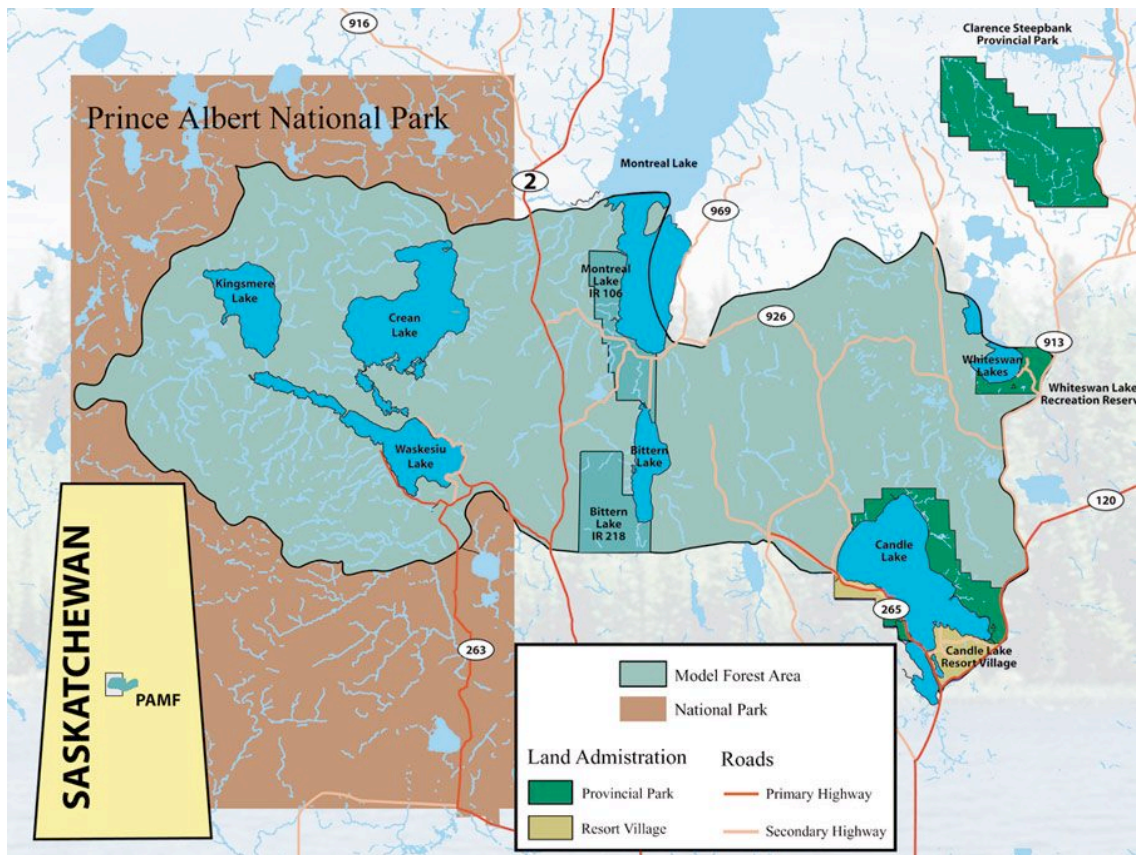 916
Clarence Steepbank
Provincial Park
Prince Albert National Park
Montreal Lake
2
969
Montreal
Lake
IR 106
Kingsmere
Lake
Crean
Lake
926
913
Whiteswan
Lakes
Whiteswan Lake
Recreation Reserv
Waskesiu
Lake
Bittern
Lake
Bittern
Lake
IR 218
120
Candle
Lake
265
263
Candle Lake
Resort Village
SASKATCHEWAN
PAMF
Model Forest Area
National Park
Land Admistration
Roads
Provincial Park
Primary Highway
Resort Village
Secondary Highway